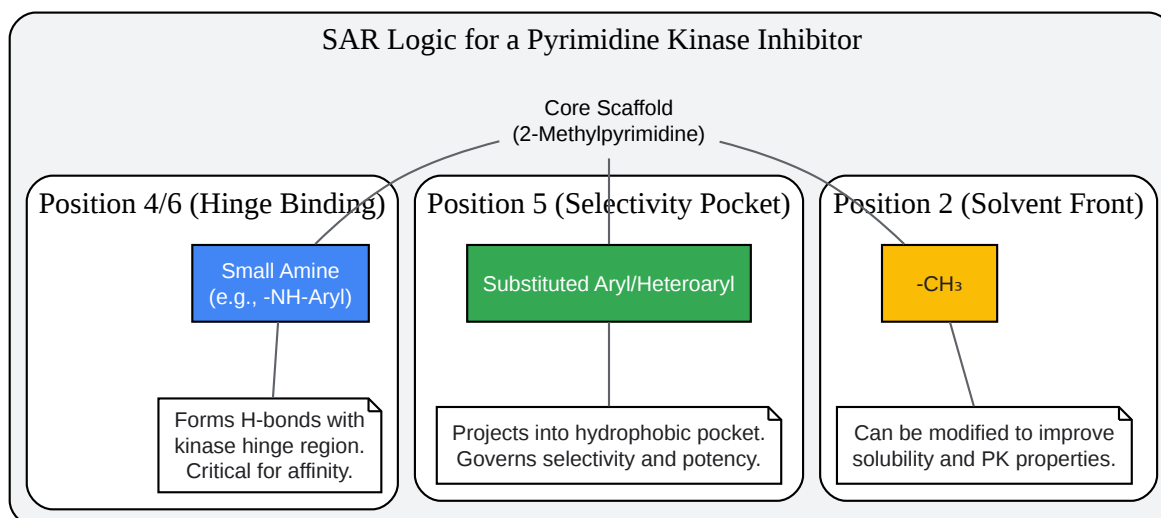 SAR Logic for a Pyrimidine Kinase Inhibitor
Core Scaffold
(2-Methylpyrimidine)
Position 4/6 (Hinge Binding)
Small Amine
(e.g., -NH-Aryl)
Forms H-bonds with
kinase hinge region.
Critical for affinity.
Position 5 (Selectivity Pocket)
Substituted Aryl/Heteroaryl
Projects into hydrophobic pocket.
Governs selectivity and potency.
Position 2 (Solvent Front)
-CH₃
Can be modified to improve
solubility and PK properties.